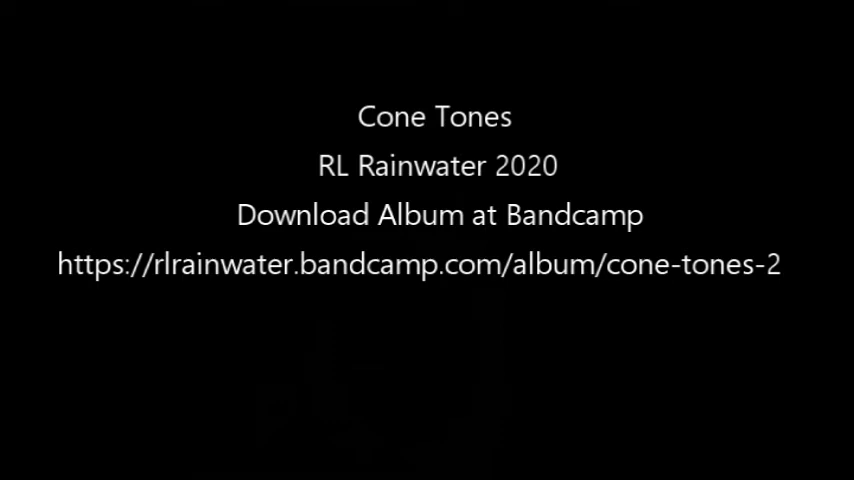 Cone Tones
RL Rainwater 2020
Download Album at Bandcamp
https://rlrainwater.bandcamp.com/album/cone-tones-2